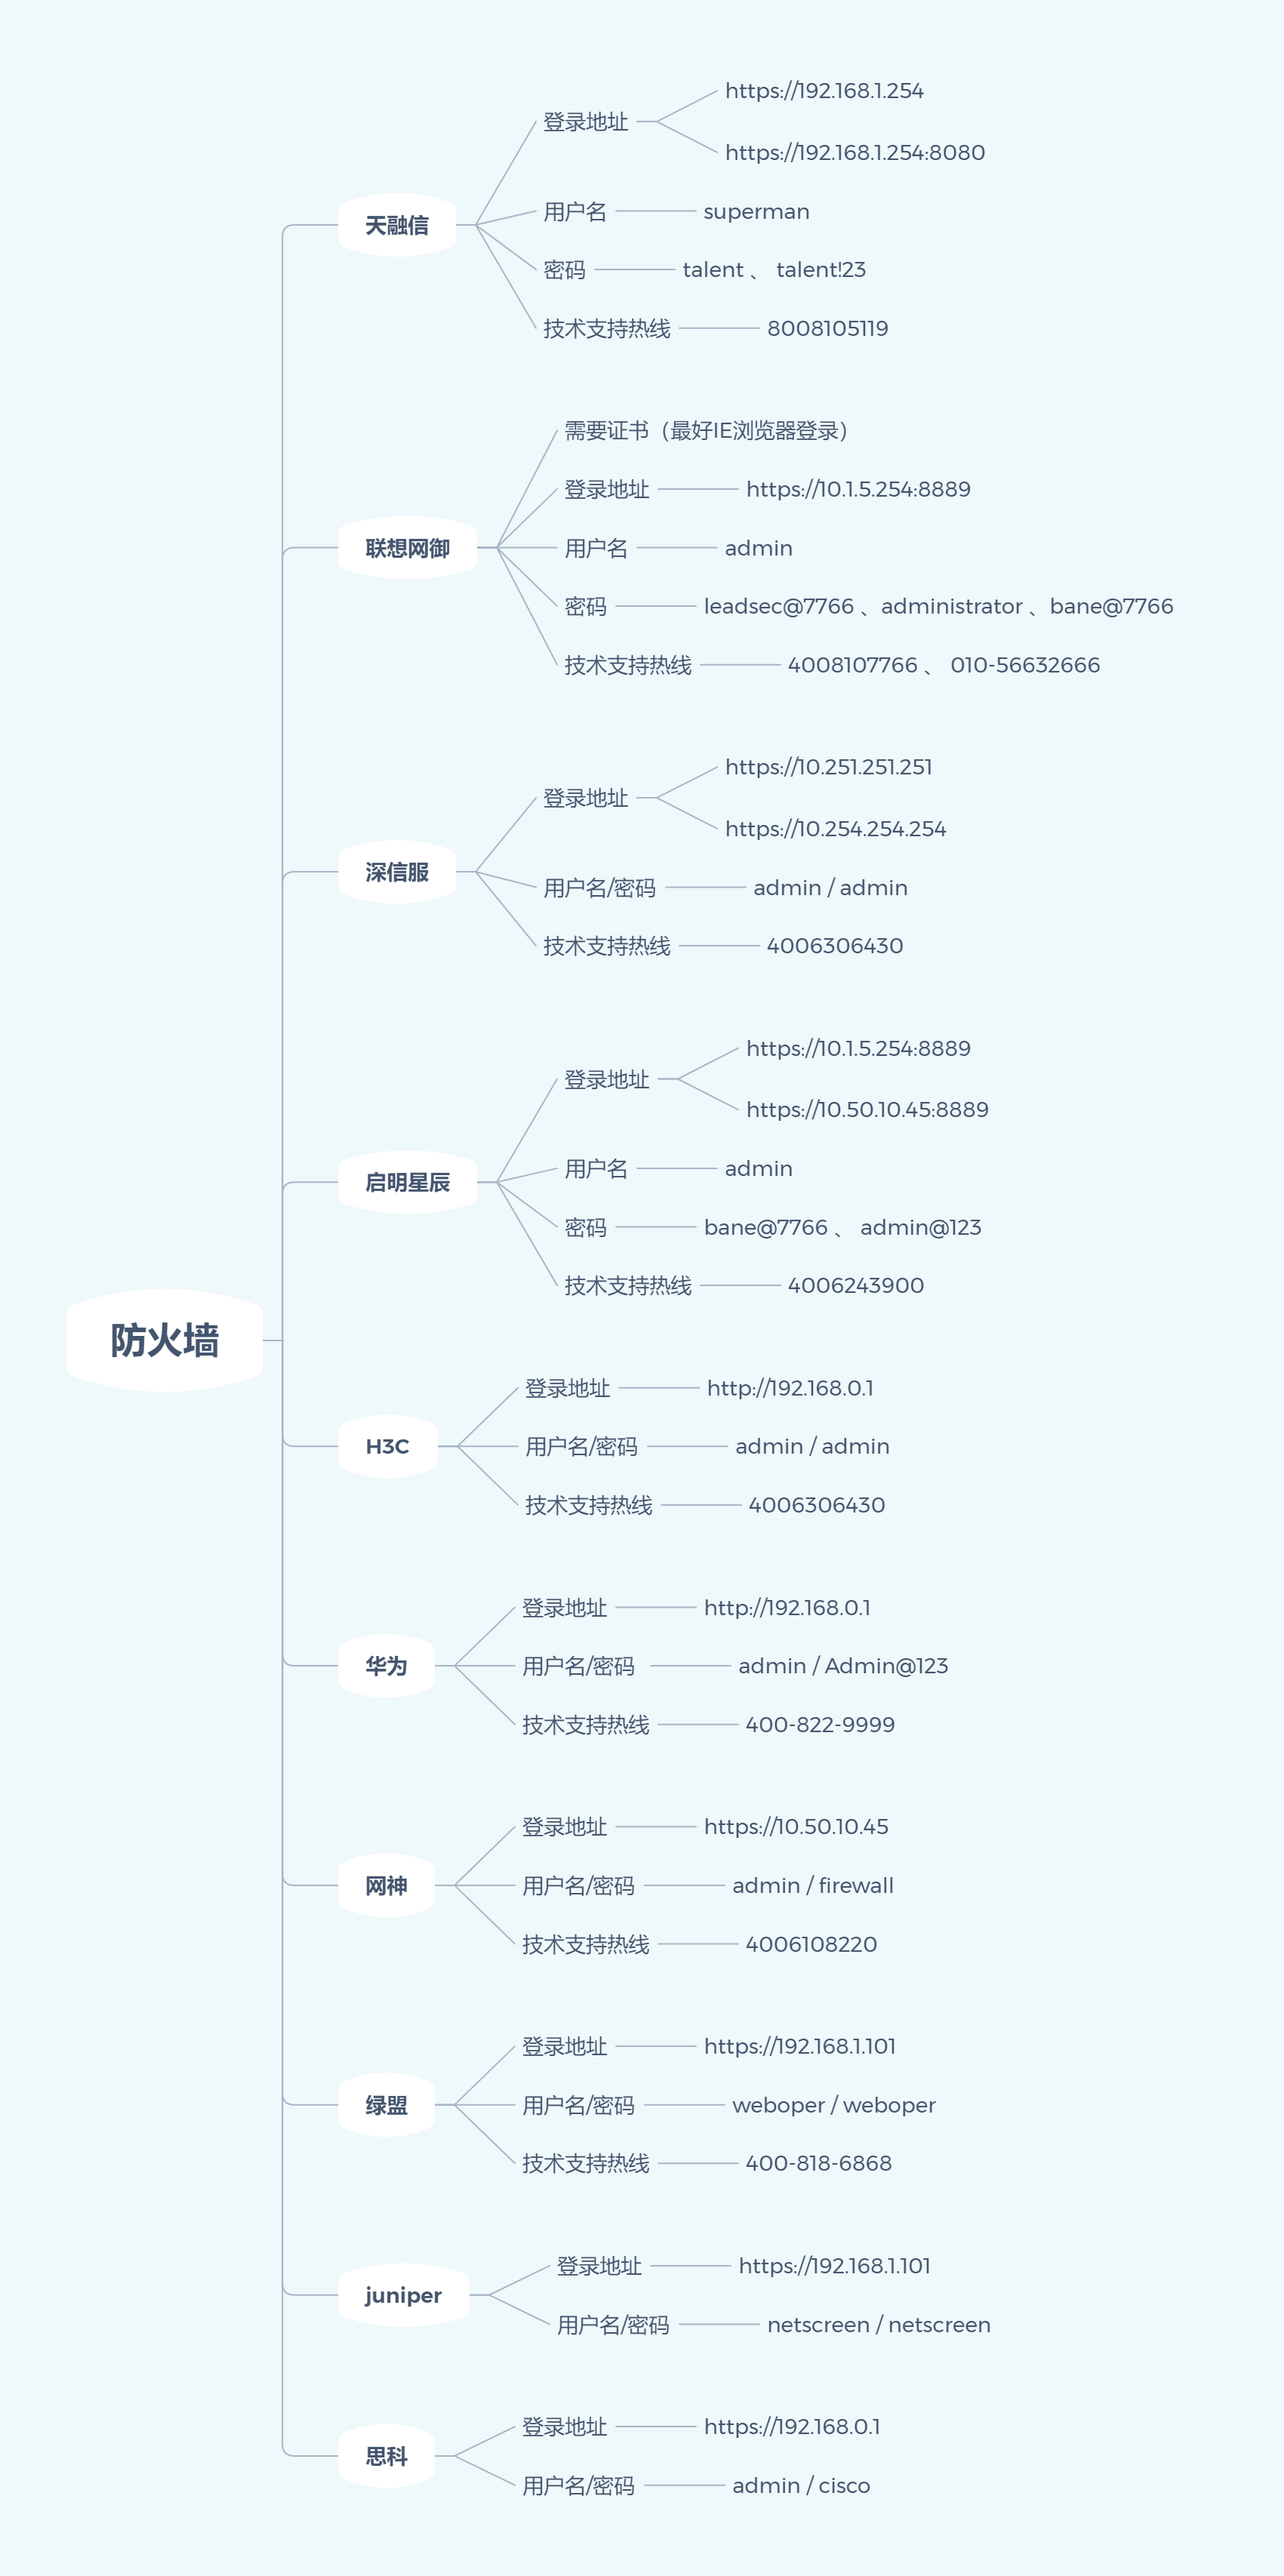 防火墙
天融信
登录地址
https://192.168.1.254
https://192.168.1.254:8080
用户名
superman
密码
talent 、 talent!23
技术支持热线
8008105119
联想网御
需要证书（最好IE浏览器登录）
登录地址
https://10.1.5.254:8889
用户名
admin
密码
leadsec@7766 、administrator 、bane@7766
技术支持热线
4008107766 、 010-56632666
深信服
登录地址
https://10.251.251.251
https://10.254.254.254
用户名/密码
admin / admin
技术支持热线
4006306430
启明星辰
登录地址
https://10.1.5.254:8889
https://10.50.10.45:8889
用户名
admin
密码
bane@7766 、 admin@123
技术支持热线
4006243900
H3C
登录地址
http://192.168.0.1
用户名/密码
admin / admin
技术支持热线
4006306430
华为
登录地址
http://192.168.0.1
用户名/密码
admin / Admin@123
技术支持热线
400-822-9999
网神
登录地址
https://10.50.10.45
用户名/密码
admin / firewall
技术支持热线
4006108220
绿盟
登录地址
https://192.168.1.101
用户名/密码
weboper / weboper
技术支持热线
400-818-6868
juniper
登录地址
https://192.168.1.101
用户名/密码
netscreen / netscreen
思科
登录地址
https://192.168.0.1
用户名/密码
admin / cisco